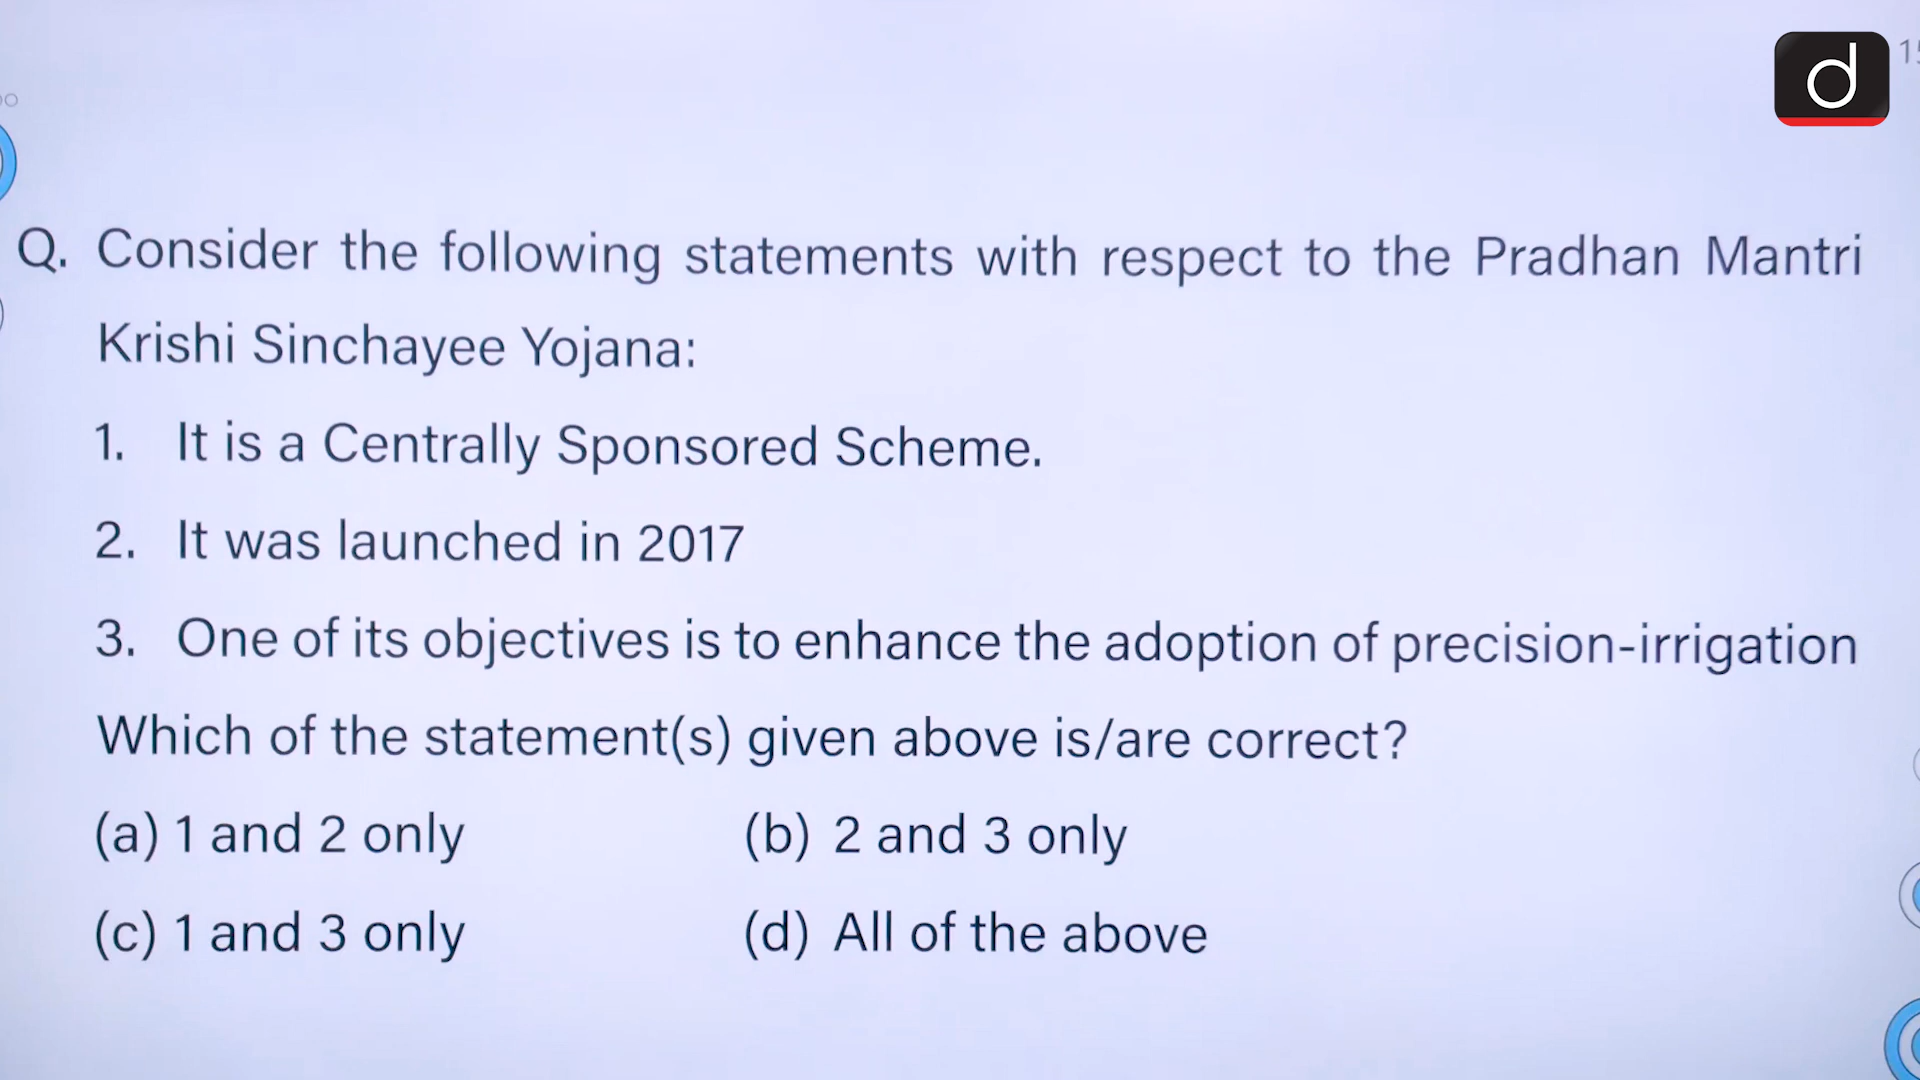 d
Q. Consider the following statements with respect to the Pradhan Mantri
Krishi Sinchayee Yojana:
1. It is a Centrally Sponsored Scheme.
2. It was launched in 2017
3. One of its objectives is to enhance the adoption of precision-irrigation
Which of the statement(s) given above is/are correct?
(a) 1 and 2 only (b) 2 and 3 only
(c) 1 and 3 only (d) All of the above